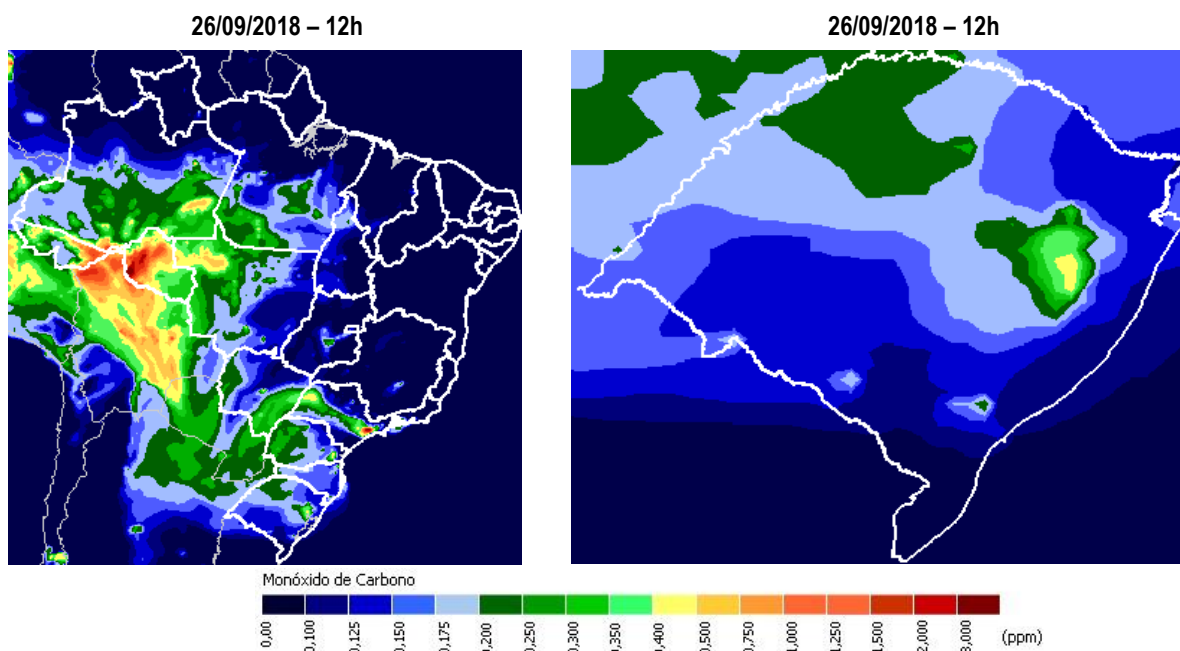 26/09/2018 – 12h
26/09/2018 – 12h
Monóxido de Carbono
0,00 0,100 0,125 0,150 0,175 0,200 0,250 0,300 0,350 0,400 0,500 0,750 1,000 1,250 1,500 2,000 3,000 (ppm)